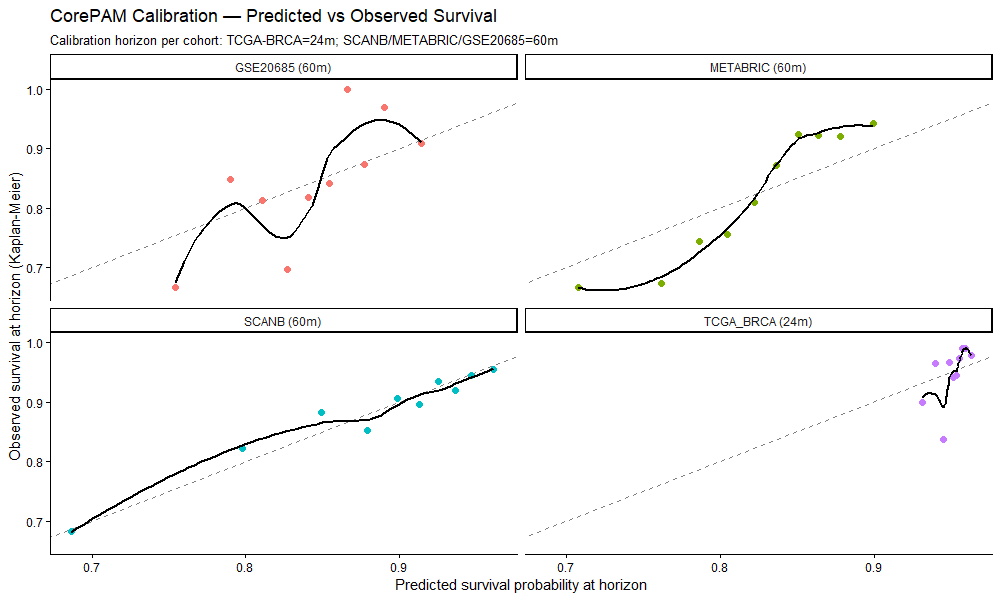 CorePAM Calibration — Predicted vs Observed Survival
Calibration horizon per cohort: TCGA-BRCA=24m; SCANB/METABRIC/GSE20685=60m
GSE20685 (60m)
METABRIC (60m)
1.0
0.9
0.8
0.7
SCANB (60m)
TCGA_BRCA (24m)
1.0
0.9
0.8
0.7
Observed survival at horizon (Kaplan-Meier)
0.7 0.8 0.9
0.7 0.8 0.9
Predicted survival probability at horizon